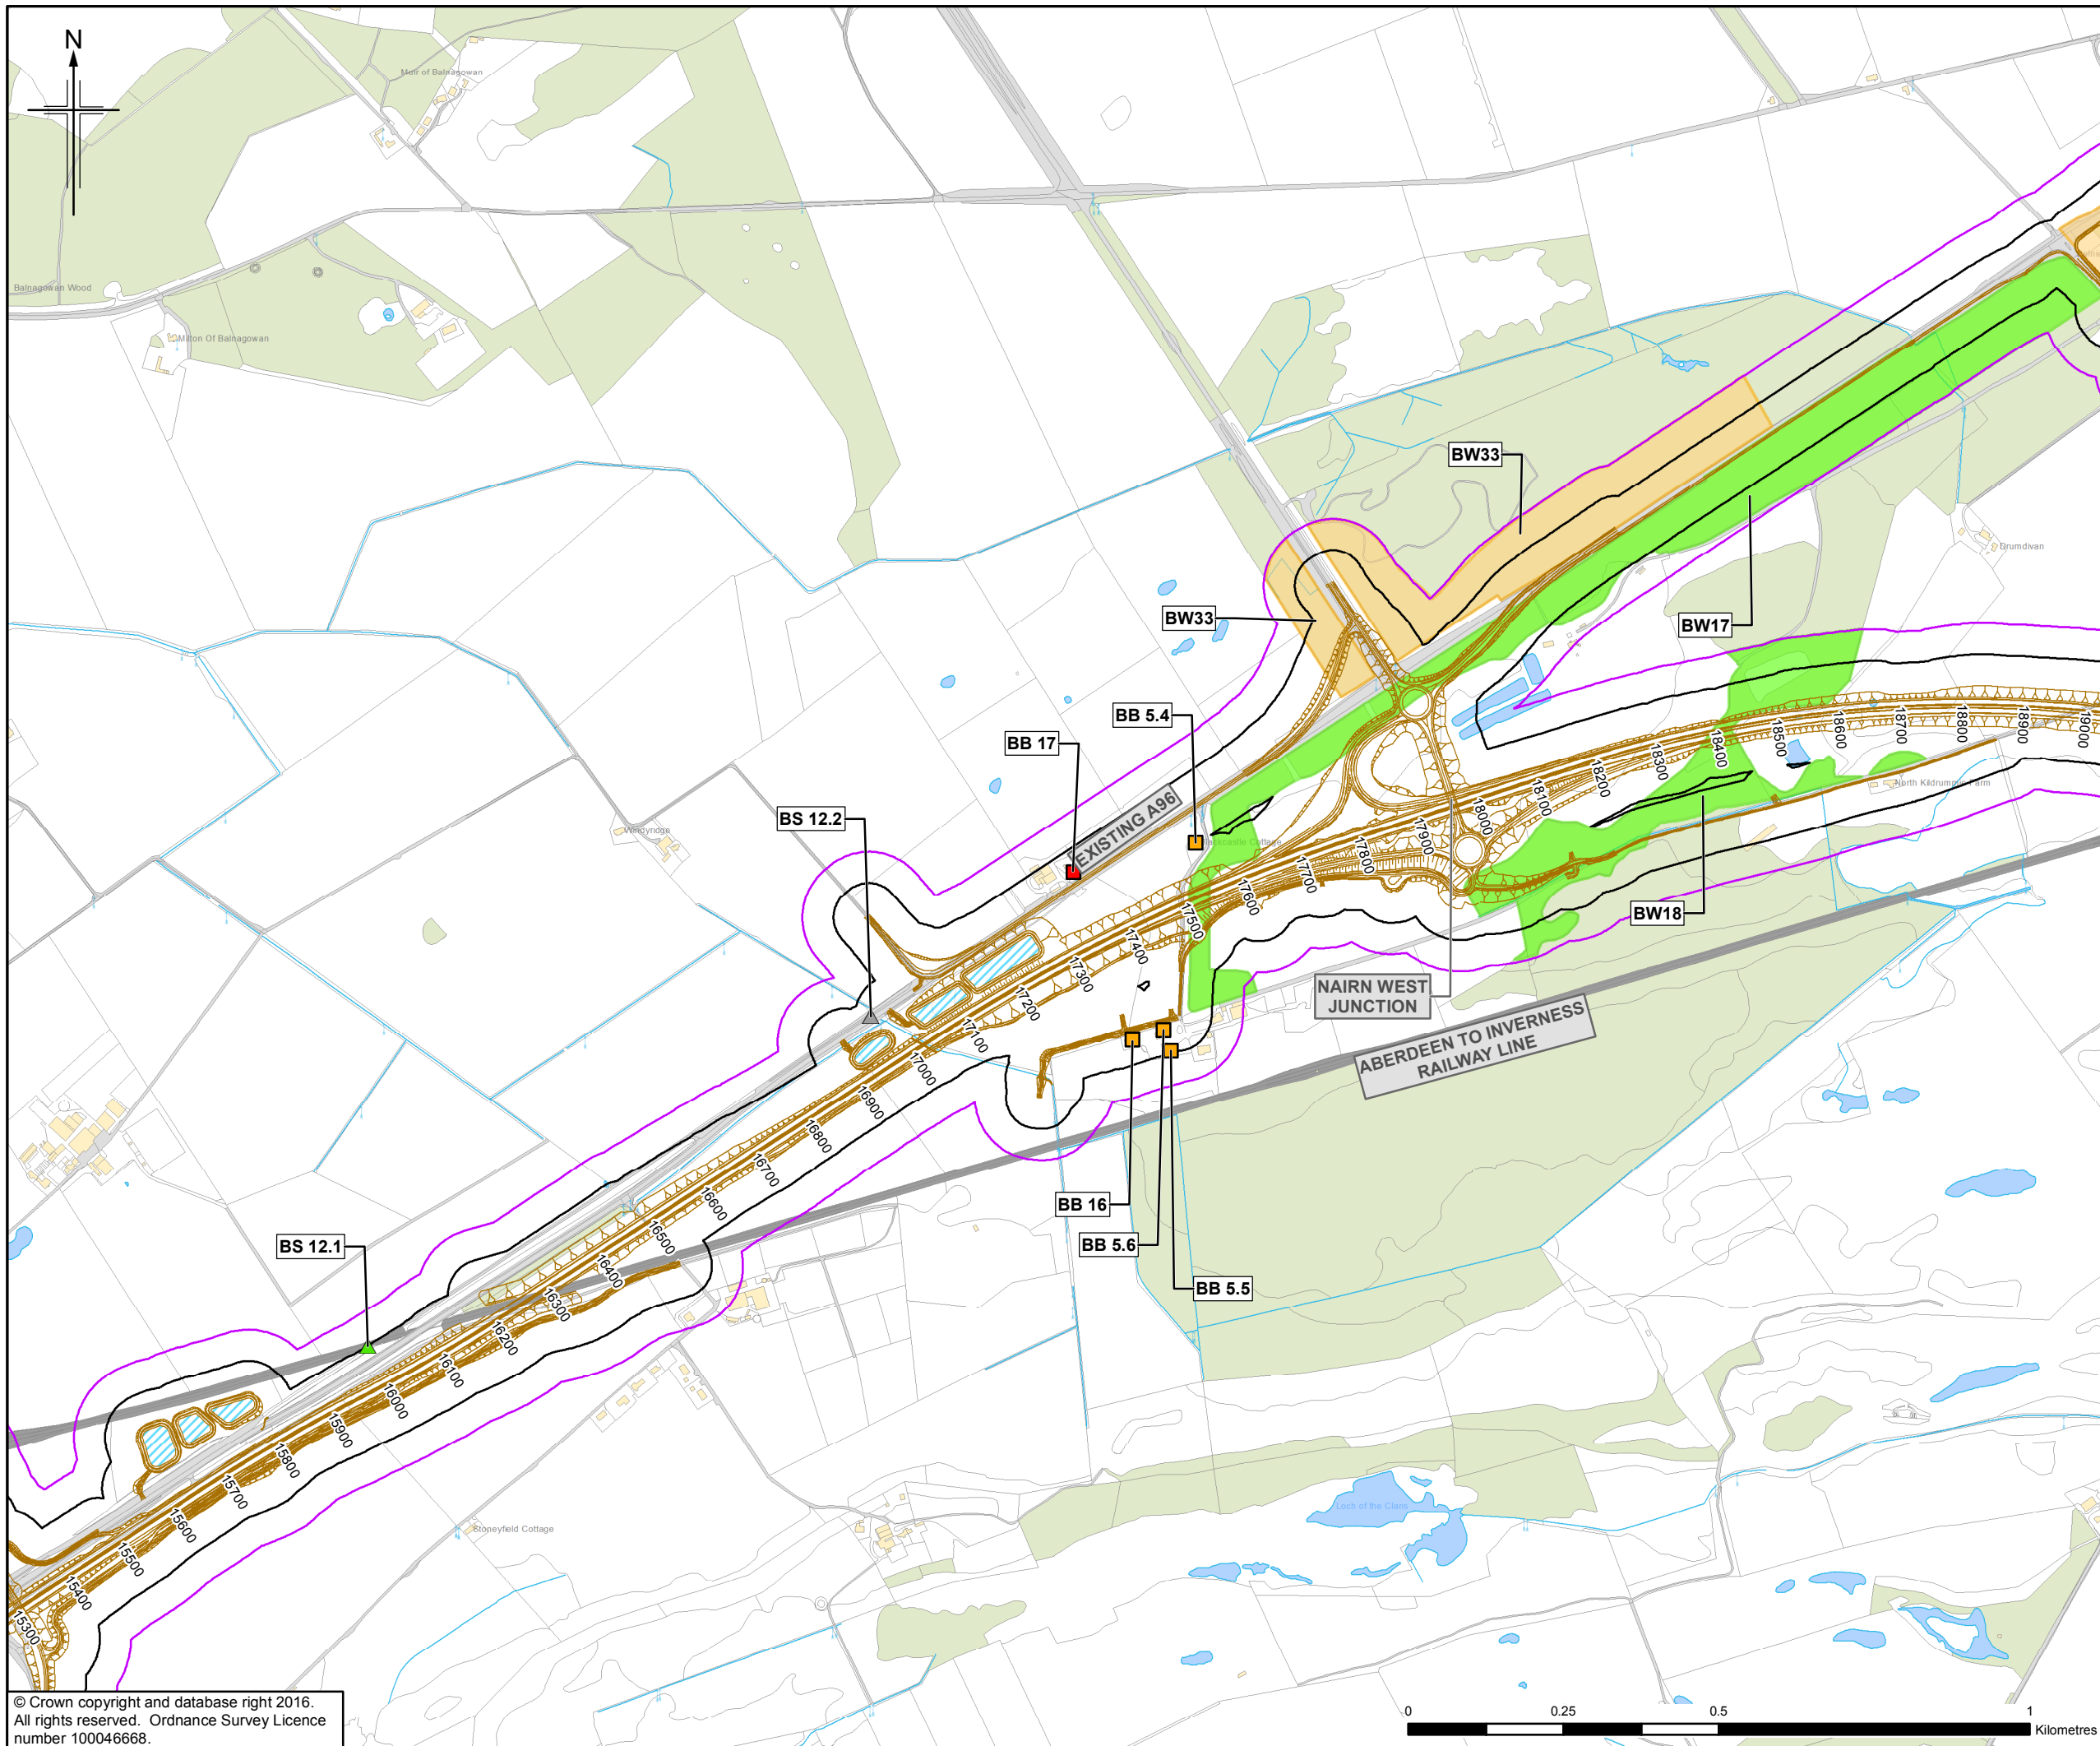 N
Muir of Balnagowan
Balnagowan Wood
Milton Of Balnagowan
BW33
Drumdivan
BW33
BW17
BB 5.4
BB 17
EXISTING A96
BS 12.2
Windyridge
Blackcastle Cottage
North Kildrummie Farm
BW18
NAIRN WEST
JUNCTION
ABERDEEN TO INVERNESS
RAILWAY LINE
BB 16
BB 5.6
BB 5.5
BS 12.1
Loch of the Clans
Stoneyfield Cottage
15300
15400
15500
15600
15700
15800
15900
16000
16100
16200
16300
16400
16500
16600
16700
16800
16900
17000
17100
17200
17300
17400
17500
17600
17700
17800
17900
18000
18100
18200
18300
18400
18500
18600
18700
18800
18900
19000
© Crown copyright and database right 2016.
All rights reserved. Ordnance Survey Licence
number 100046668.
0 0.25 0.5 1
Kilometres